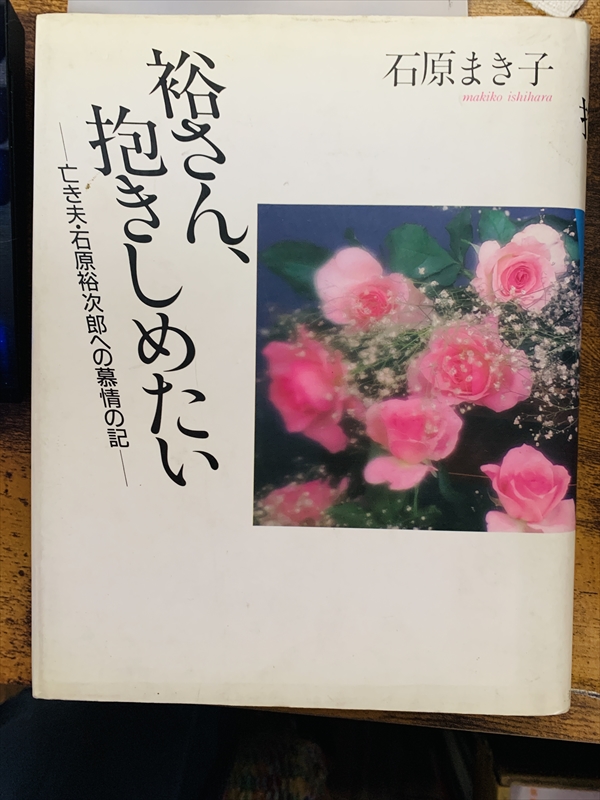 石原まき子
makiko ishihara
裕さん、
抱きしめたい
―亡き夫・石原裕次郎への慕情の記―